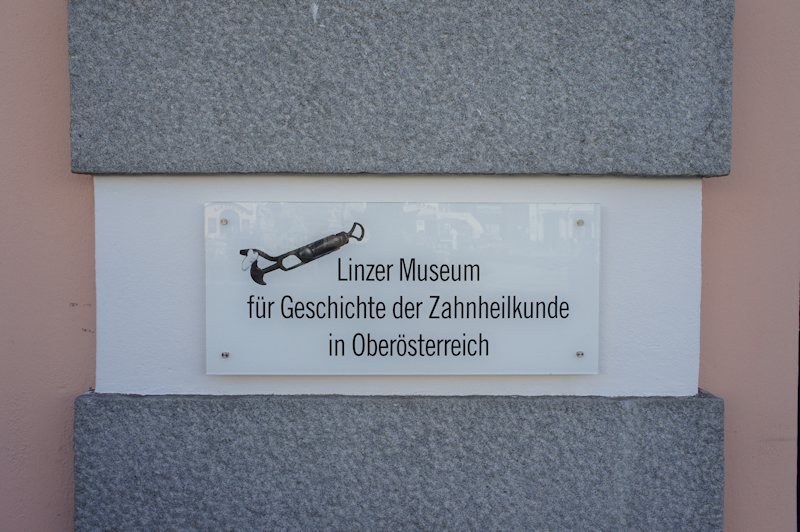 Linzer Museum
für Geschichte der Zahnheilkunde
in Oberösterreich